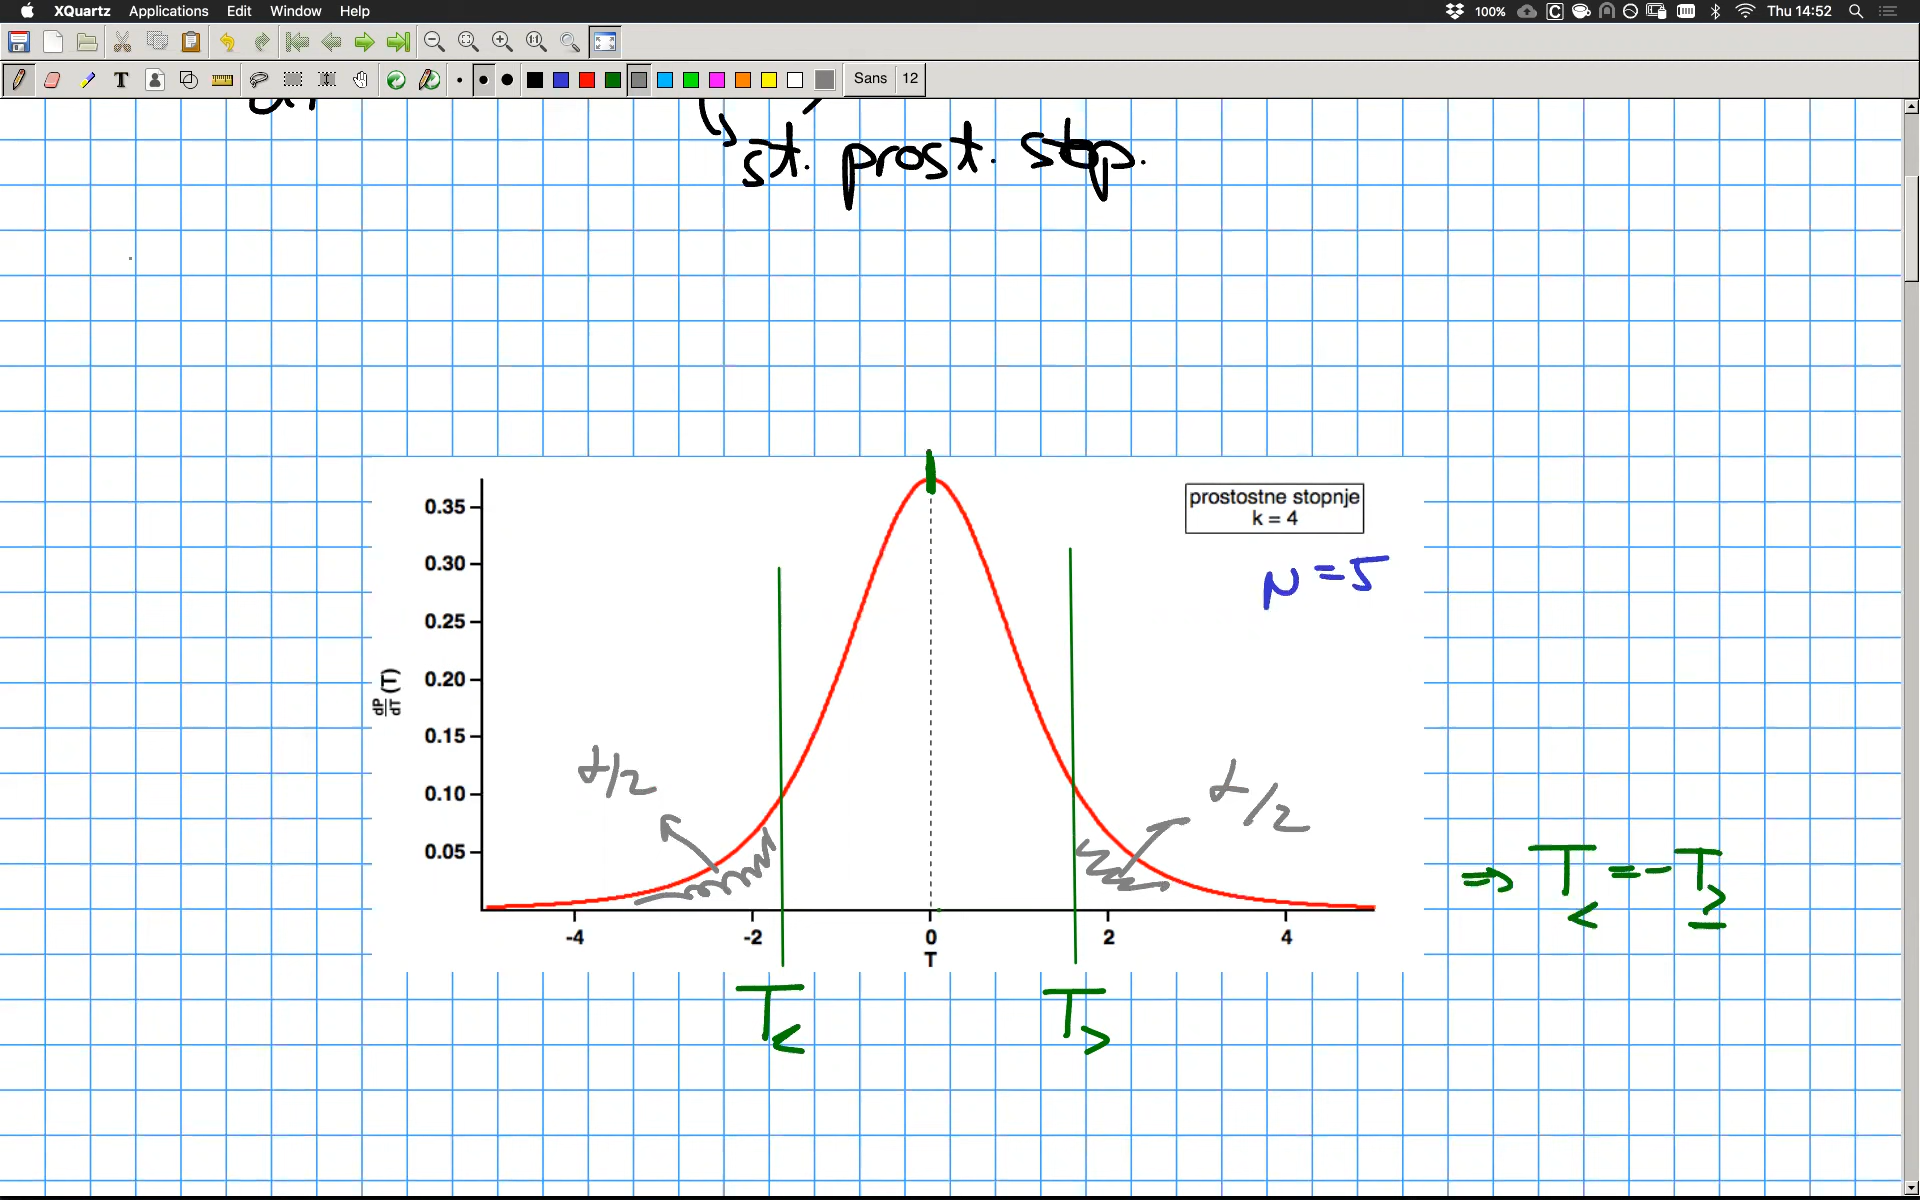 XQuartz Applications Edit Window Help 100% Thu 14:52
Sans 12
st. prost. stop.
prostostne stopnje
k = 4
N = 5
0.35
0.30
0.25
0.20
0.15
0.10
0.05
dP/dT (T)
α/2
α/2
⇒ T< = - T>
-4 -2 0 2 4
T
T< T>